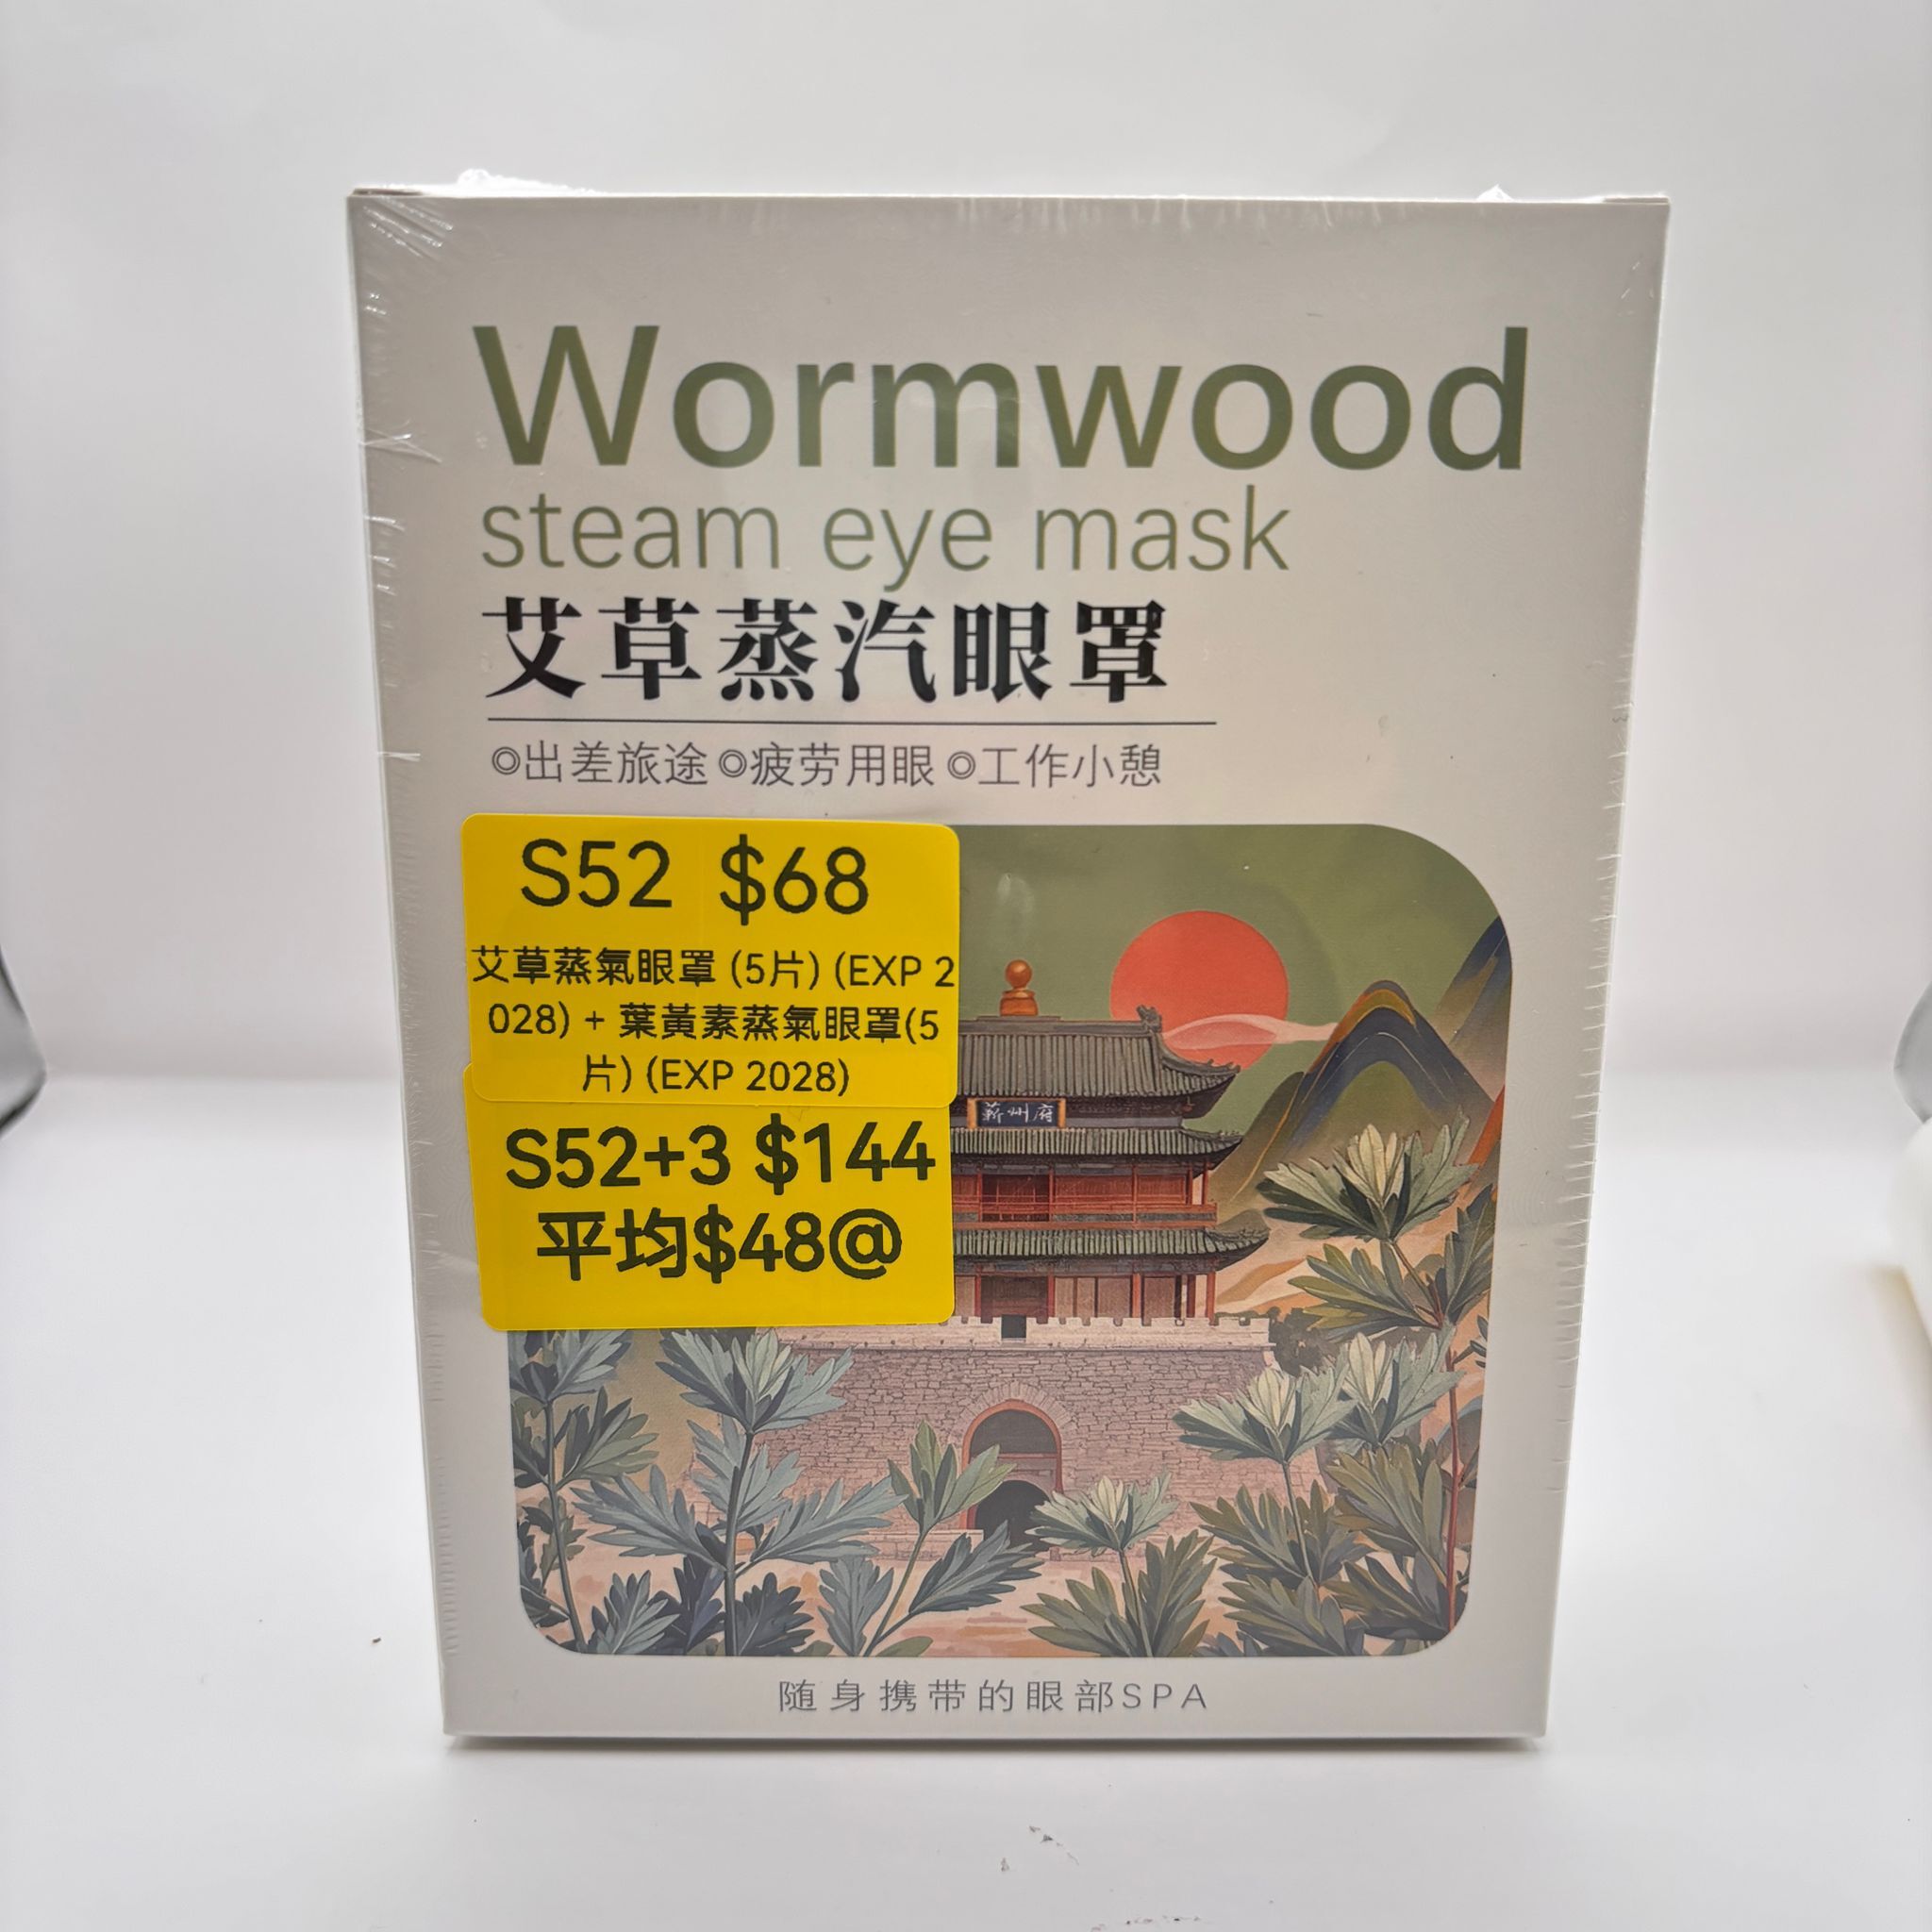 Wormwood
steam eye mask
艾草蒸汽眼罩
◎出差旅途 ◎疲劳用眼 ◎工作小憩
S52 $68
艾草蒸氣眼罩 (5片) (EXP 2
028) + 葉黃素蒸氣眼罩(5
片) (EXP 2028)
S52+3 $144
平均$48@
蕲州府
随身携带的眼部SPA